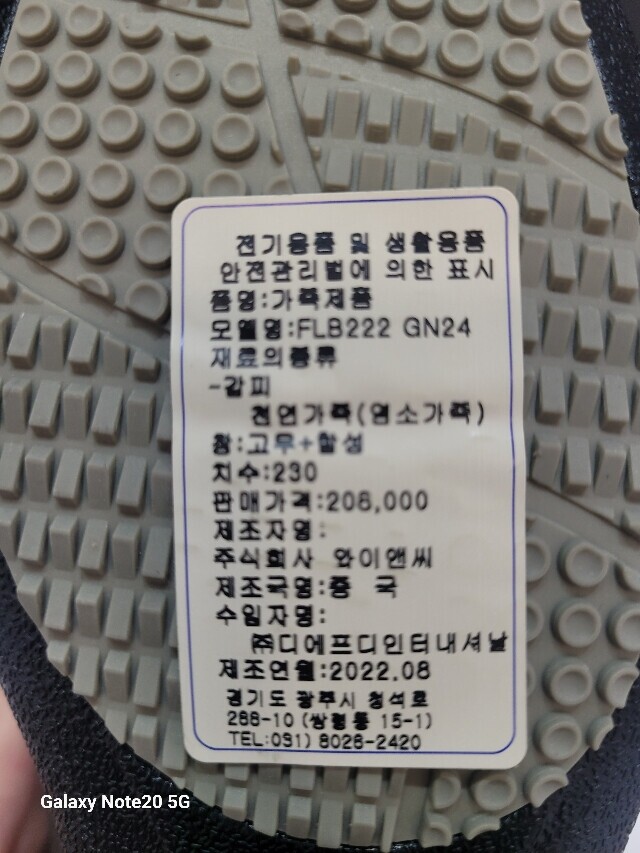 전기용품 및 생활용품
안전관리법에 의한 표시
품명:가죽제품
모델명:FLB222 GN24
재료의종류
-갑피
천연가죽(염소가죽)
창:고무+합성
치수:230
판매가격:208,000
제조자명:
주식회사 와이앤씨
제조국명:중 국
수입자명:
㈜디에프디인터내셔날
제조연월:2022.08
경기도 광주시 청석로
268-10 (쌍령동 15-1)
TEL:031) 8026-2420
Galaxy Note20 5G